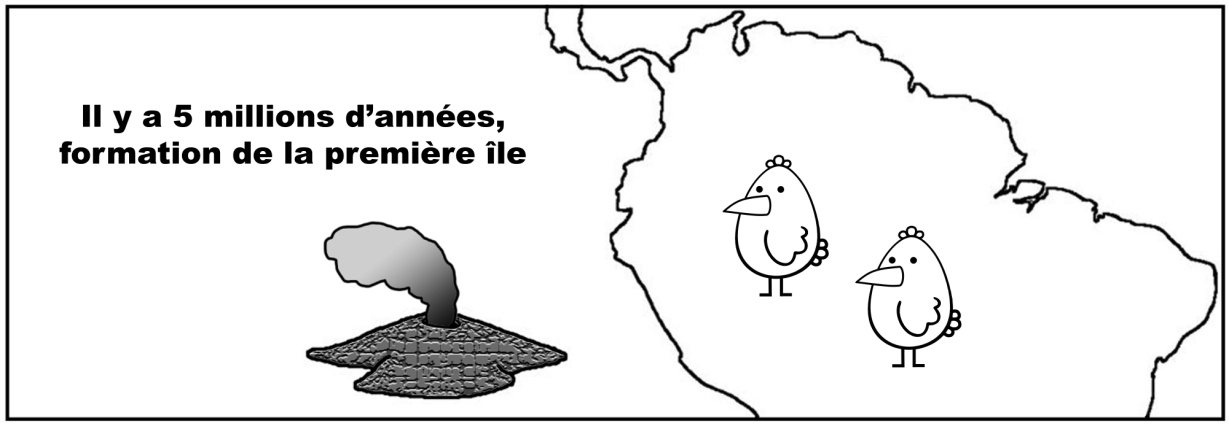 Il y a 5 millions d’années,
formation de la première île